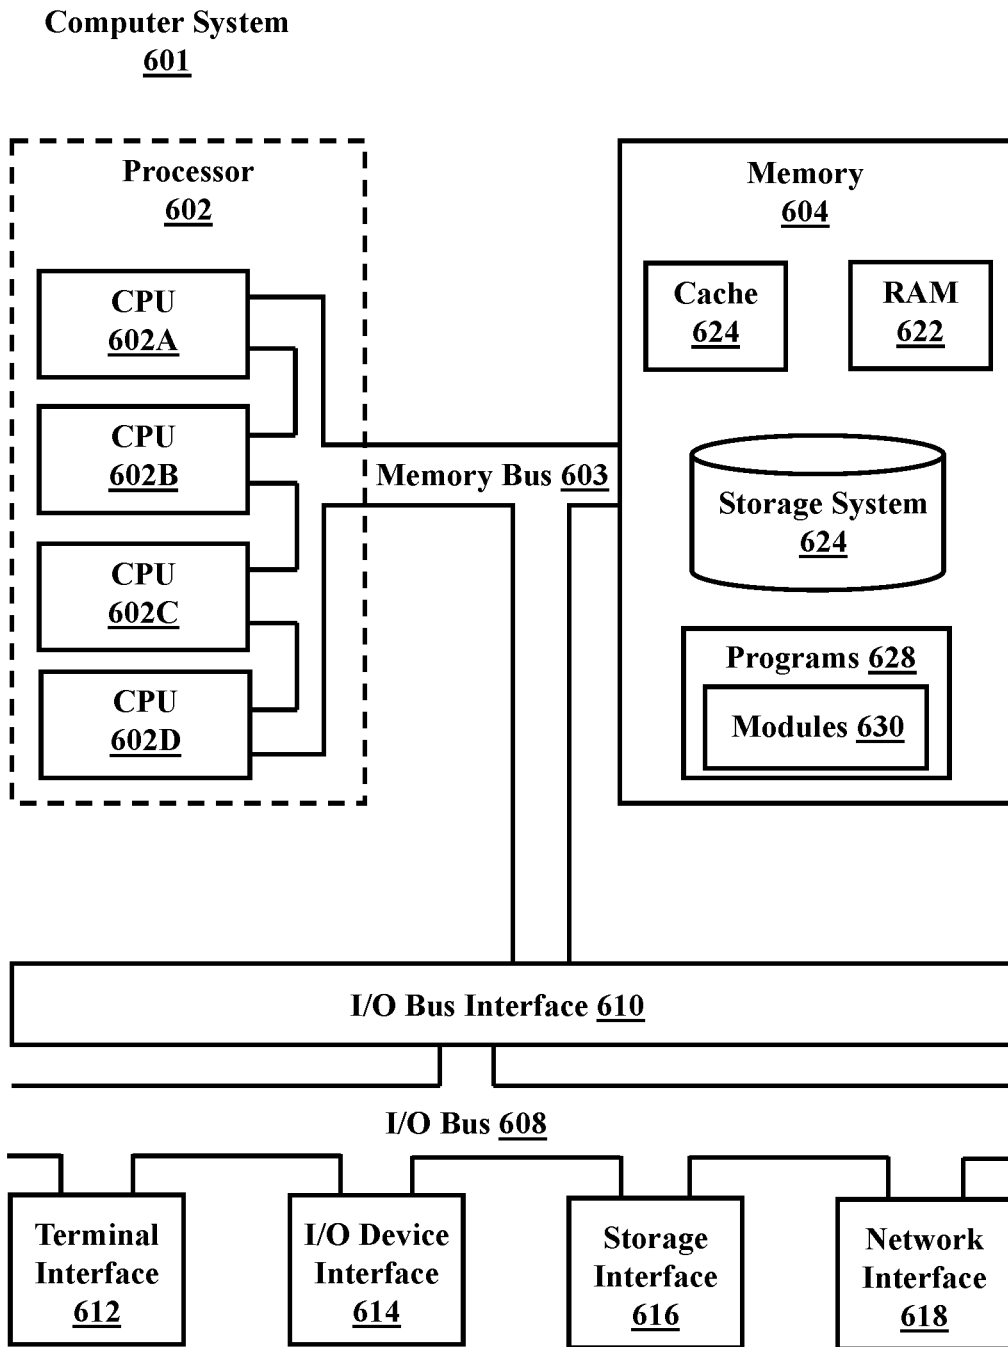 Computer System
601
Processor
602
CPU
602A
CPU
602B
CPU
602C
CPU
602D
Memory Bus 603
Memory
604
Cache
624
RAM
622
Storage System
624
Programs 628
Modules 630
I/O Bus Interface 610
I/O Bus 608
Terminal
Interface
612
I/O Device
Interface
614
Storage
Interface
616
Network
Interface
618